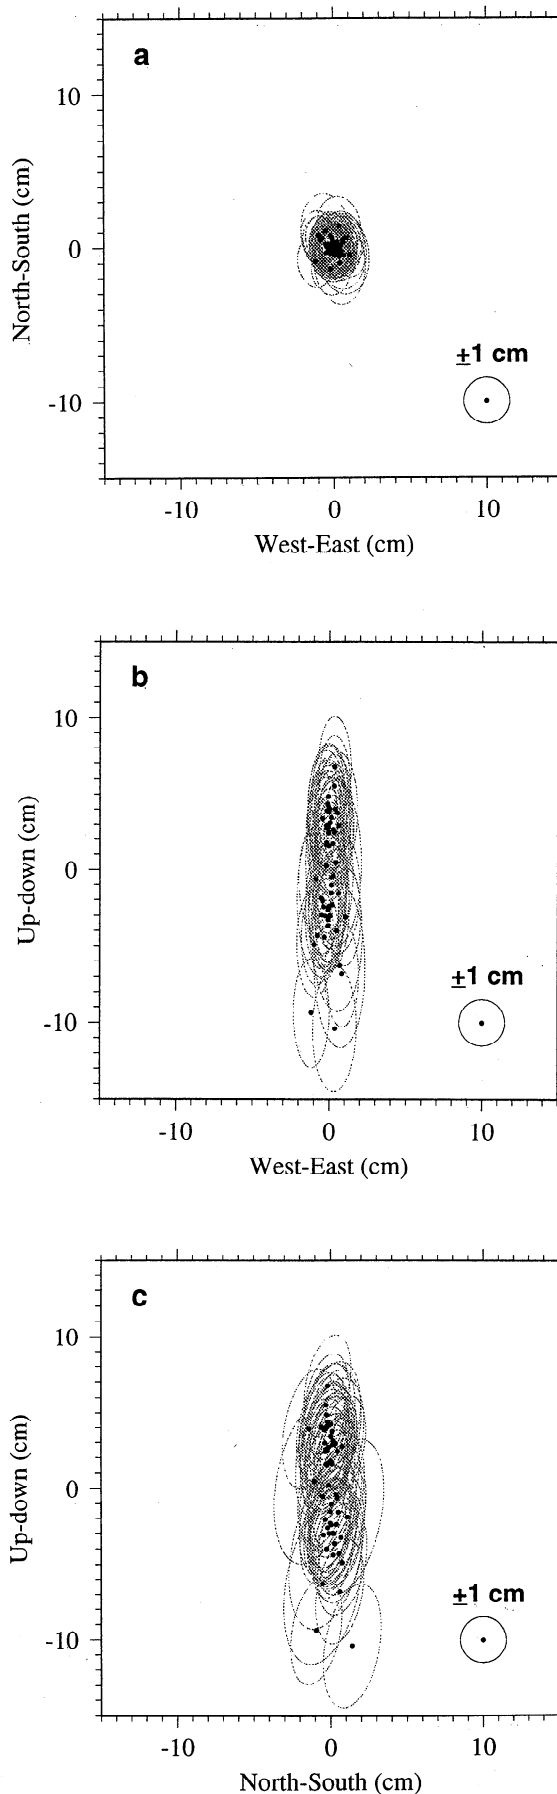 a
10
0
-10
North-South (cm)
±1 cm
-10 0 10
West-East (cm)
b
10
0
-10
Up-down (cm)
±1 cm
-10 0 10
West-East (cm)
c
10
0
-10
Up-down (cm)
±1 cm
-10 0 10
North-South (cm)